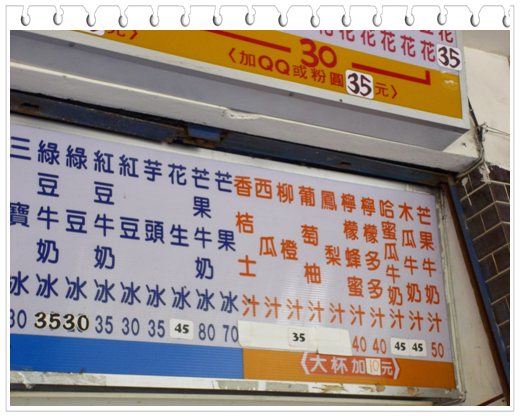 花花花花花花
30
35
元〉
〈加QQ或粉圓35元〉
三寶冰
30
綠豆牛奶冰
35
綠豆冰
30
紅豆牛奶冰
35
紅豆冰
30
芋頭冰
35
花生冰
45
芒果牛奶冰
80
芒果冰
70
香桔士汁
西瓜汁
柳橙汁
葡萄柚汁
鳳梨汁
35
檸檬蜂蜜汁
40
檸檬多多汁
40
哈蜜瓜牛奶汁
45
木瓜牛奶汁
45
芒果牛奶汁
50
〈大杯加10元〉